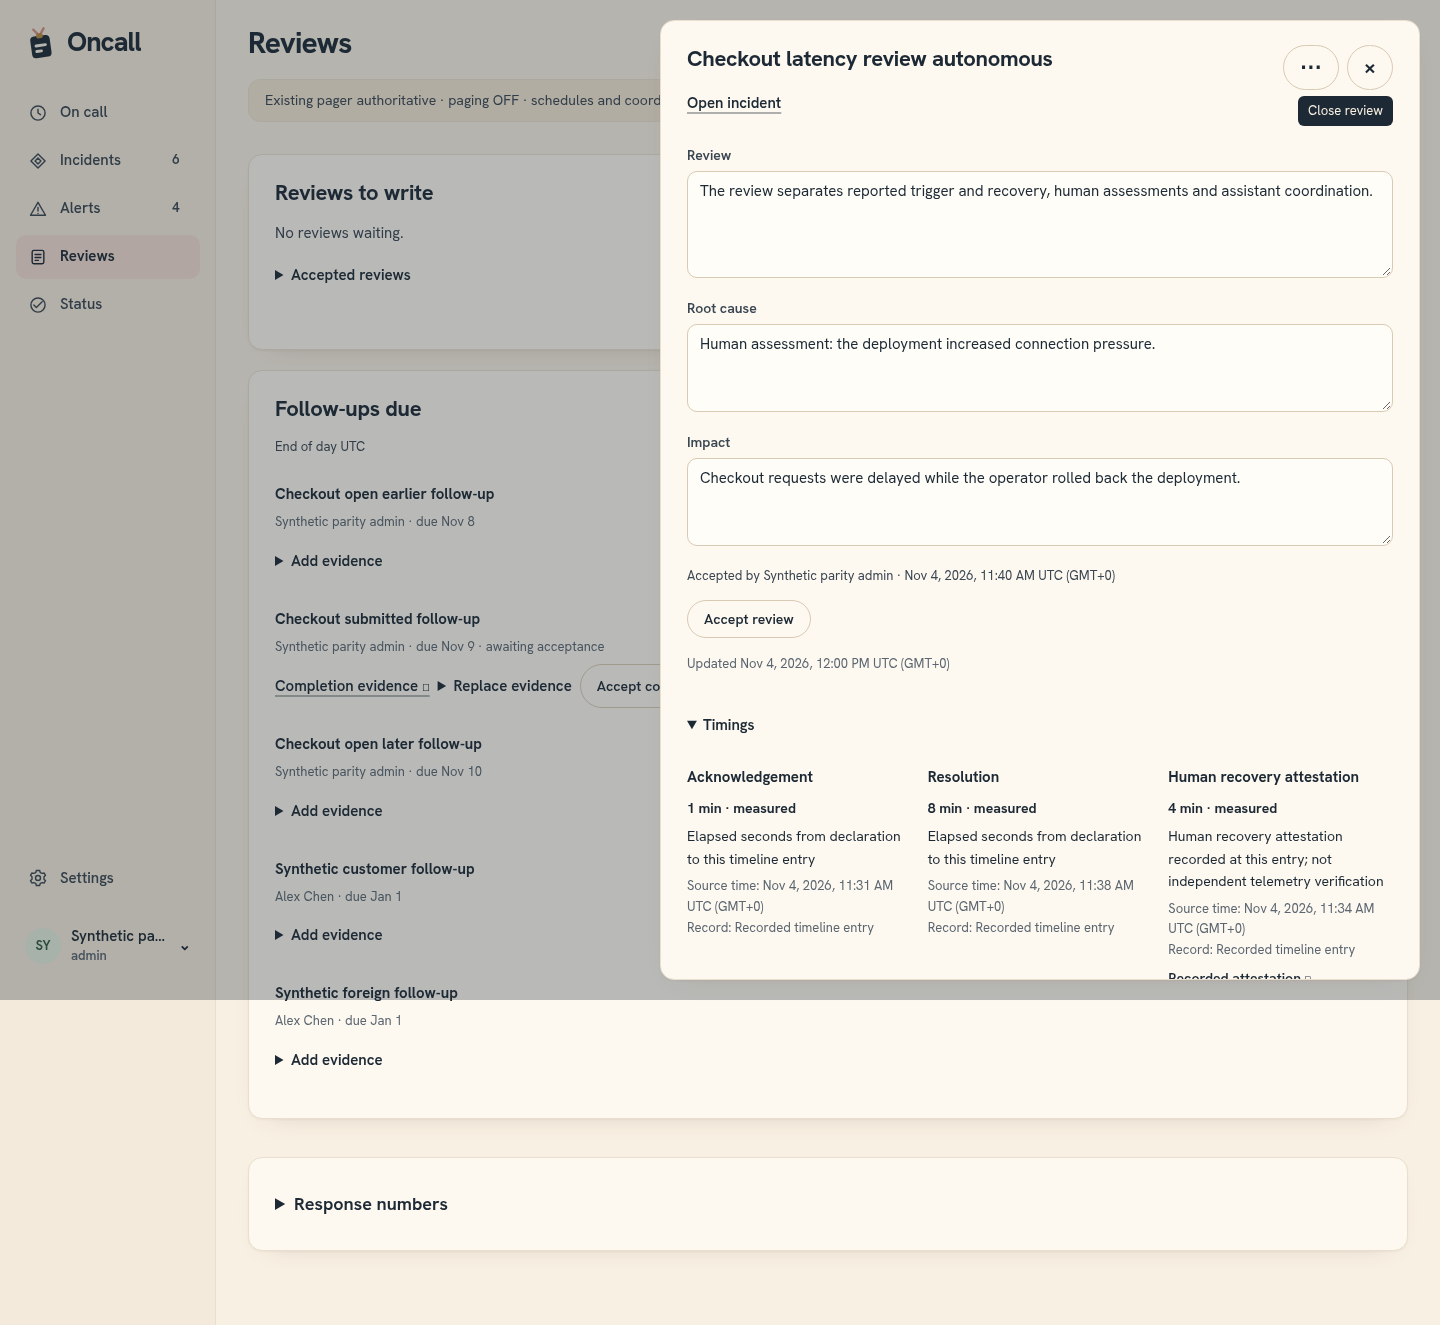 Oncall
On call
Incidents 6
Alerts 4
Reviews
Status
Settings
SY
Synthetic pa...
admin
Reviews
Existing pager authoritative · paging OFF · schedules and coord
Reviews to write
No reviews waiting.
Accepted reviews
Follow-ups due
End of day UTC
Checkout open earlier follow-up
Synthetic parity admin · due Nov 8
Add evidence
Checkout submitted follow-up
Synthetic parity admin · due Nov 9 · awaiting acceptance
Completion evidence Replace evidence Accept co
Checkout open later follow-up
Synthetic parity admin · due Nov 10
Add evidence
Synthetic customer follow-up
Alex Chen · due Jan 1
Add evidence
Synthetic foreign follow-up
Alex Chen · due Jan 1
Add evidence
Response numbers
Checkout latency review autonomous
Open incident
Close review
Review
The review separates reported trigger and recovery, human assessments and assistant coordination.
Root cause
Human assessment: the deployment increased connection pressure.
Impact
Checkout requests were delayed while the operator rolled back the deployment.
Accepted by Synthetic parity admin · Nov 4, 2026, 11:40 AM UTC (GMT+0)
Accept review
Updated Nov 4, 2026, 12:00 PM UTC (GMT+0)
Timings
Acknowledgement
1 min · measured
Elapsed seconds from declaration
to this timeline entry
Source time: Nov 4, 2026, 11:31 AM
UTC (GMT+0)
Record: Recorded timeline entry
Resolution
8 min · measured
Elapsed seconds from declaration
to this timeline entry
Source time: Nov 4, 2026, 11:38 AM
UTC (GMT+0)
Record: Recorded timeline entry
Human recovery attestation
4 min · measured
Human recovery attestation
recorded at this entry; not
independent telemetry verification
Source time: Nov 4, 2026, 11:34 AM
UTC (GMT+0)
Record: Recorded timeline entry
Recorded attestation